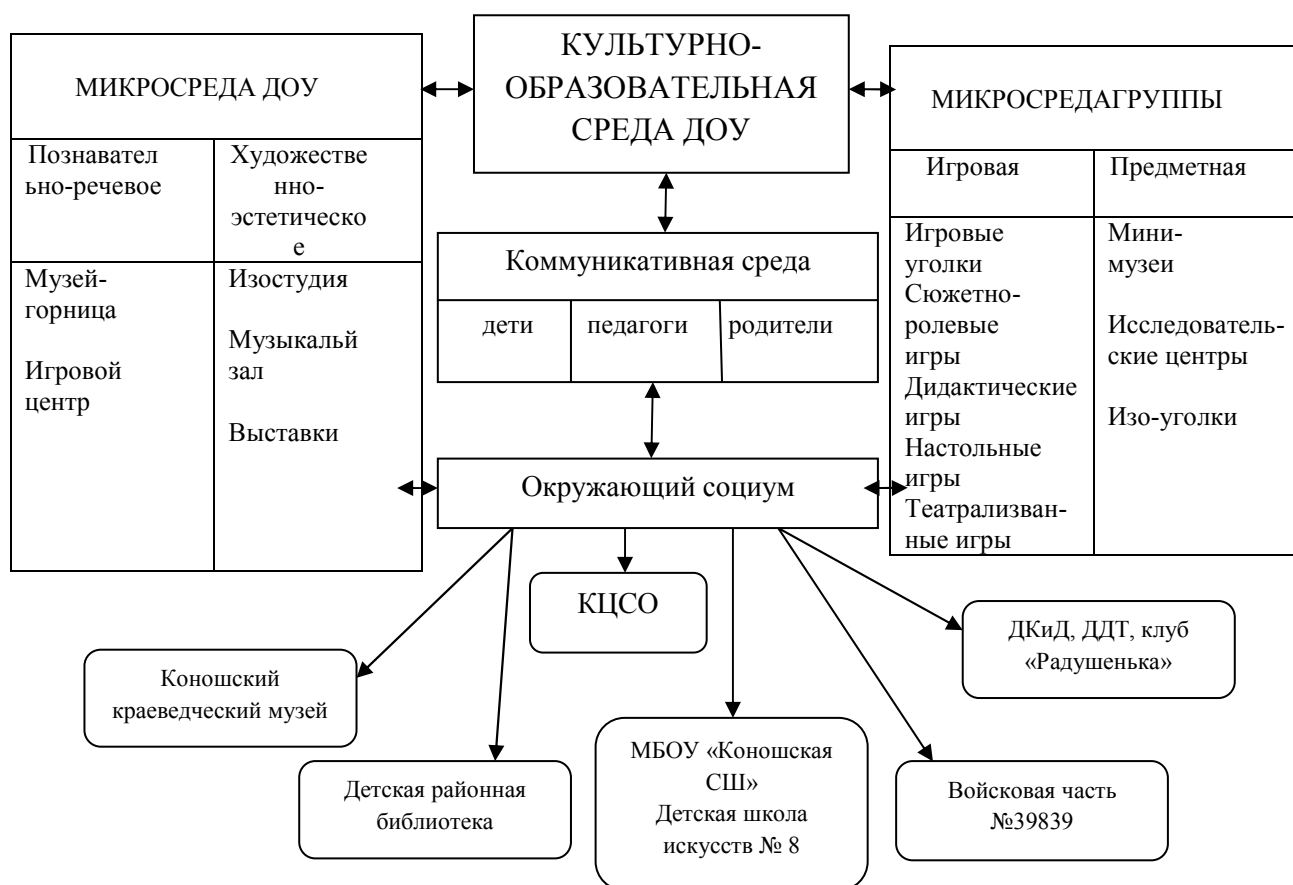 КУЛЬТУРНО-
ОБРАЗОВАТЕЛЬНАЯ
СРЕДА ДОУ
МИКРОСРЕДА ДОУ
Познавател
ьно-речевое
Художестве
нно-
эстетическо
е
Музей-
горница
Игровой
центр
Изостудия
Музыкальй
зал
Выставки
МИКРОСРЕДАГРУППЫ
Игровая
Предметная
Игровые
уголки
Сюжетно-
ролевые
игры
Дидактические
игры
Настольные
игры
Театрализван-
ные игры
Мини-
музеи
Исследователь-
ские центры
Изо-уголки
Коммуникативная среда
дети
педагоги
родители
Окружающий социум
КЦСО
ДКиД, ДДТ, клуб
«Радушенька»
Коношский
краеведческий музей
Детская районная
библиотека
МБОУ «Коношская
СШ»
Детская школа
искусств № 8
Войсковая часть
№39839